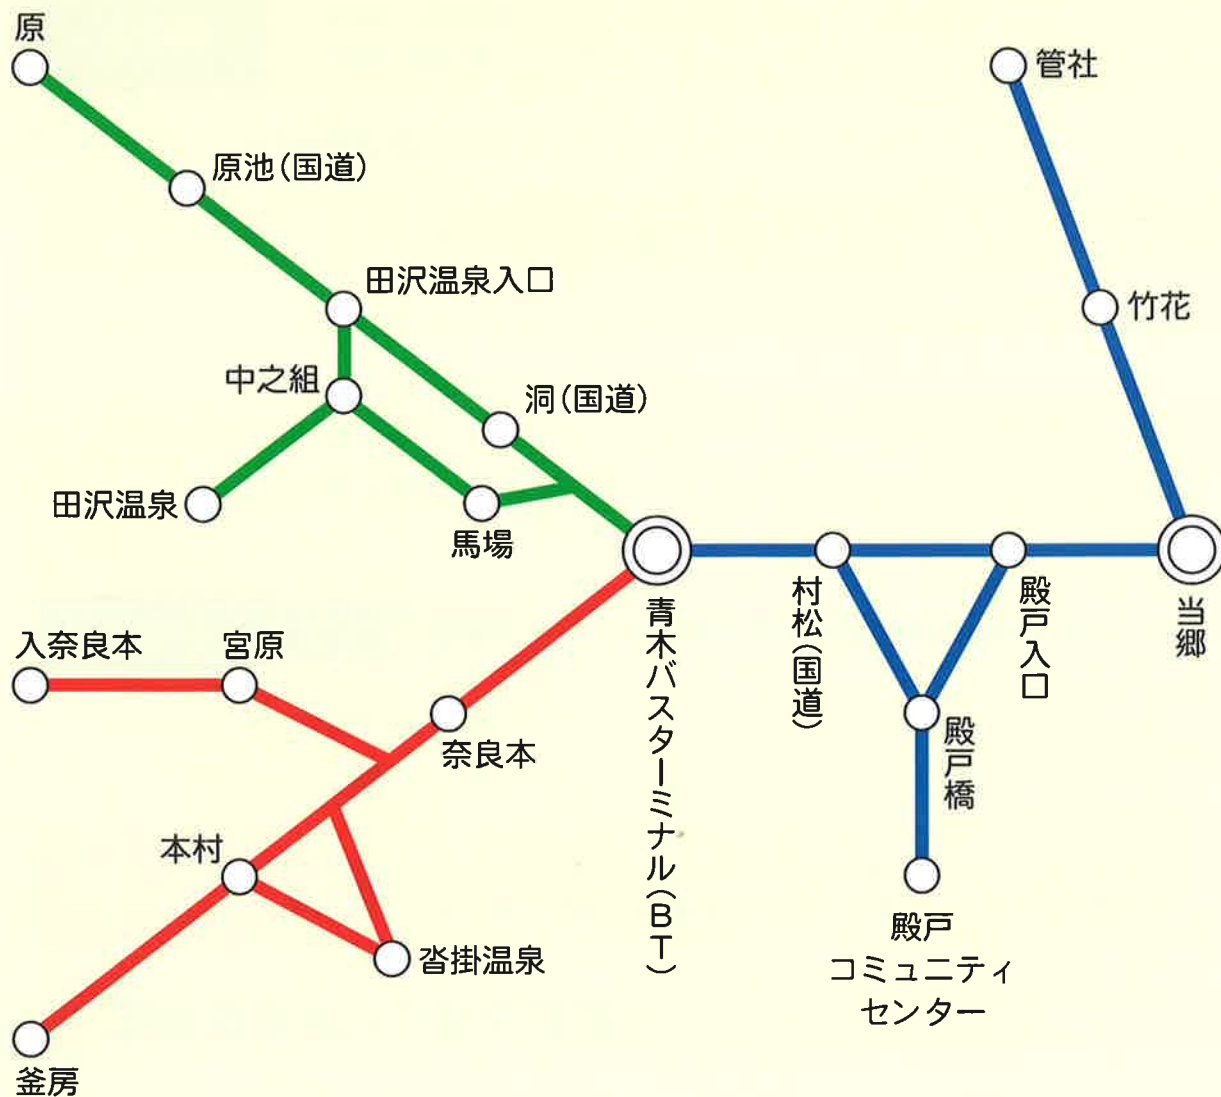 原
管社
原池(国道)
田沢温泉入口
竹花
中之組
洞(国道)
田沢温泉
馬場
青木バスターミナル(BT)
村松(国道)
殿戸入口
当郷
入奈良本
宮原
奈良本
殿戸橋
本村
沓掛温泉
殿戸
コミュニティ
センター
釜房